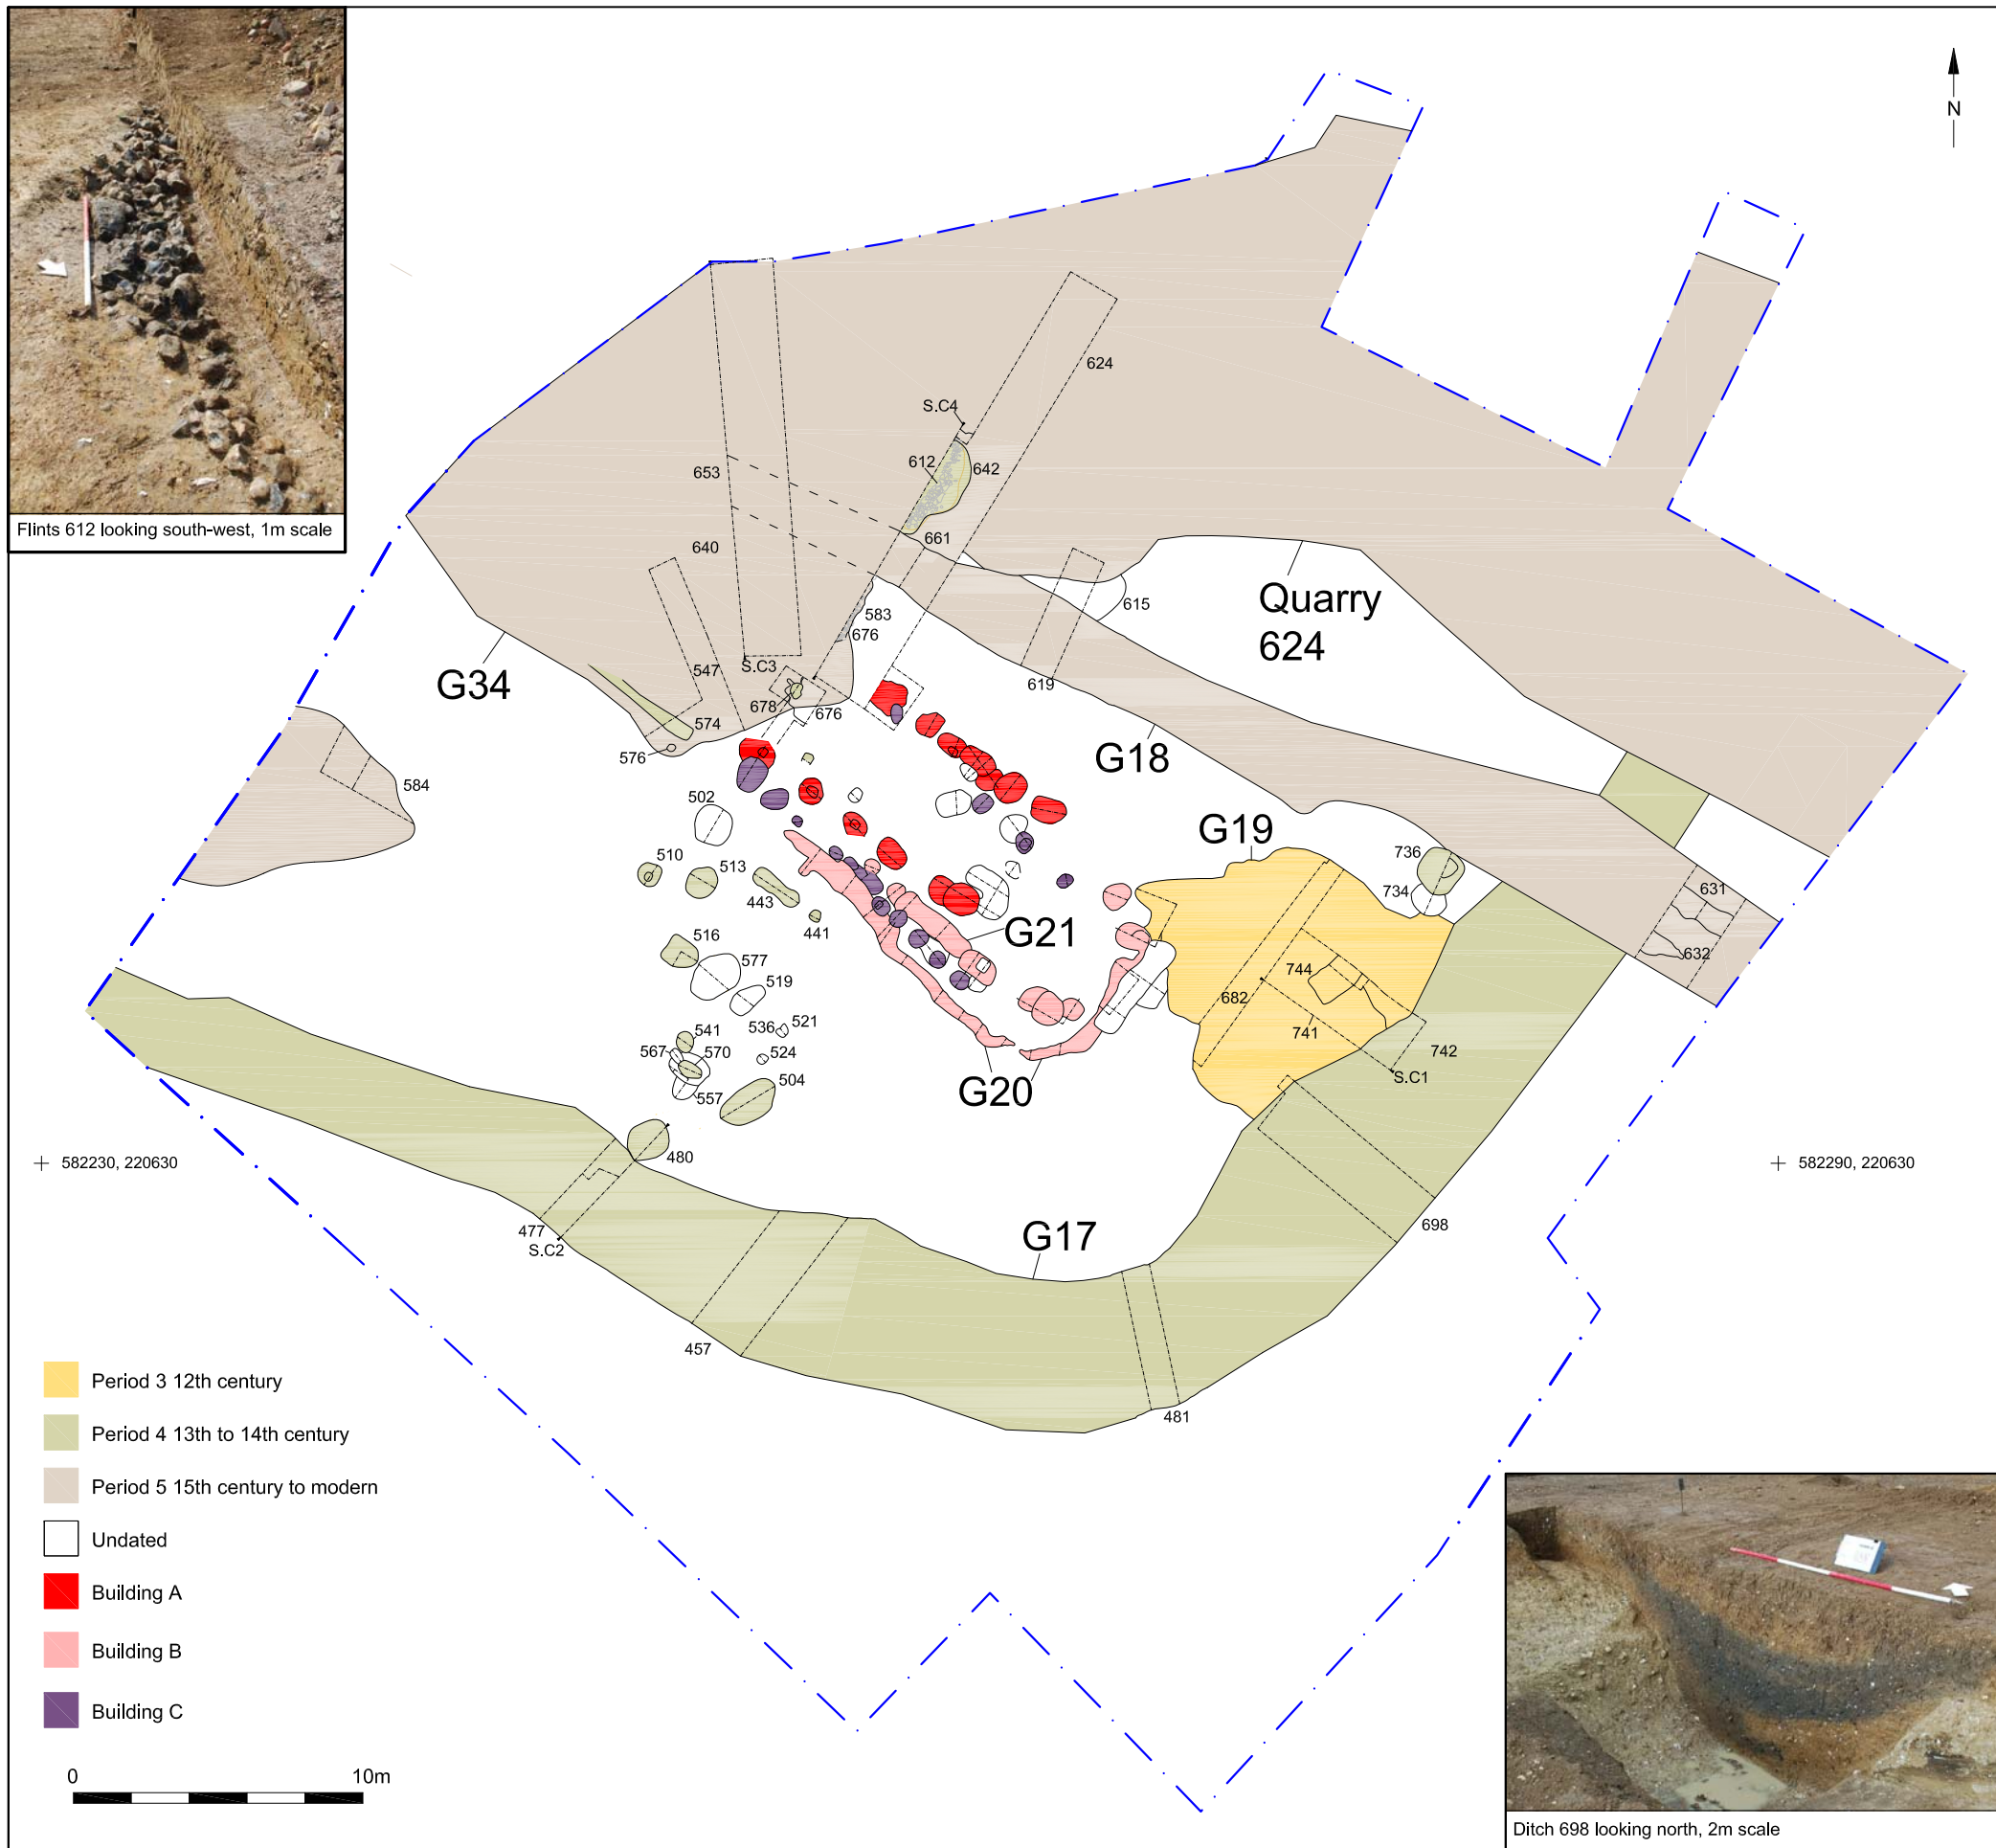 N
Flints 612 looking south-west, 1m scale
624
S.C4
612
642
653
661
640
583
676
615
Quarry
624
G34
547
S.C3
678
676
619
574
576
G18
584
502
G19
510
513
736
443
734
631
441
G21
516
577
632
519
744
682
541
536
521
741
742
567
570
524
S.C1
504
G20
557
582230, 220630
480
582290, 220630
477
S.C2
G17
698
457
481
Period 3 12th century
Period 4 13th to 14th century
Period 5 15th century to modern
Undated
Building A
Building B
Building C
0 10m
Ditch 698 looking north, 2m scale